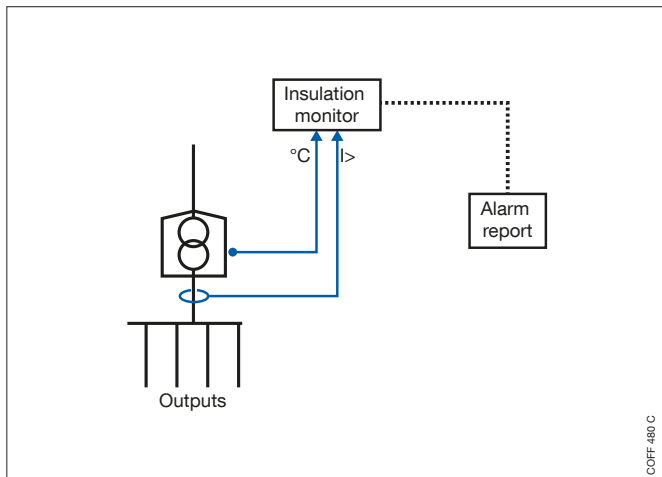 Insulation
monitor
°C
I>
Alarm
report
Outputs
COFF 480 C